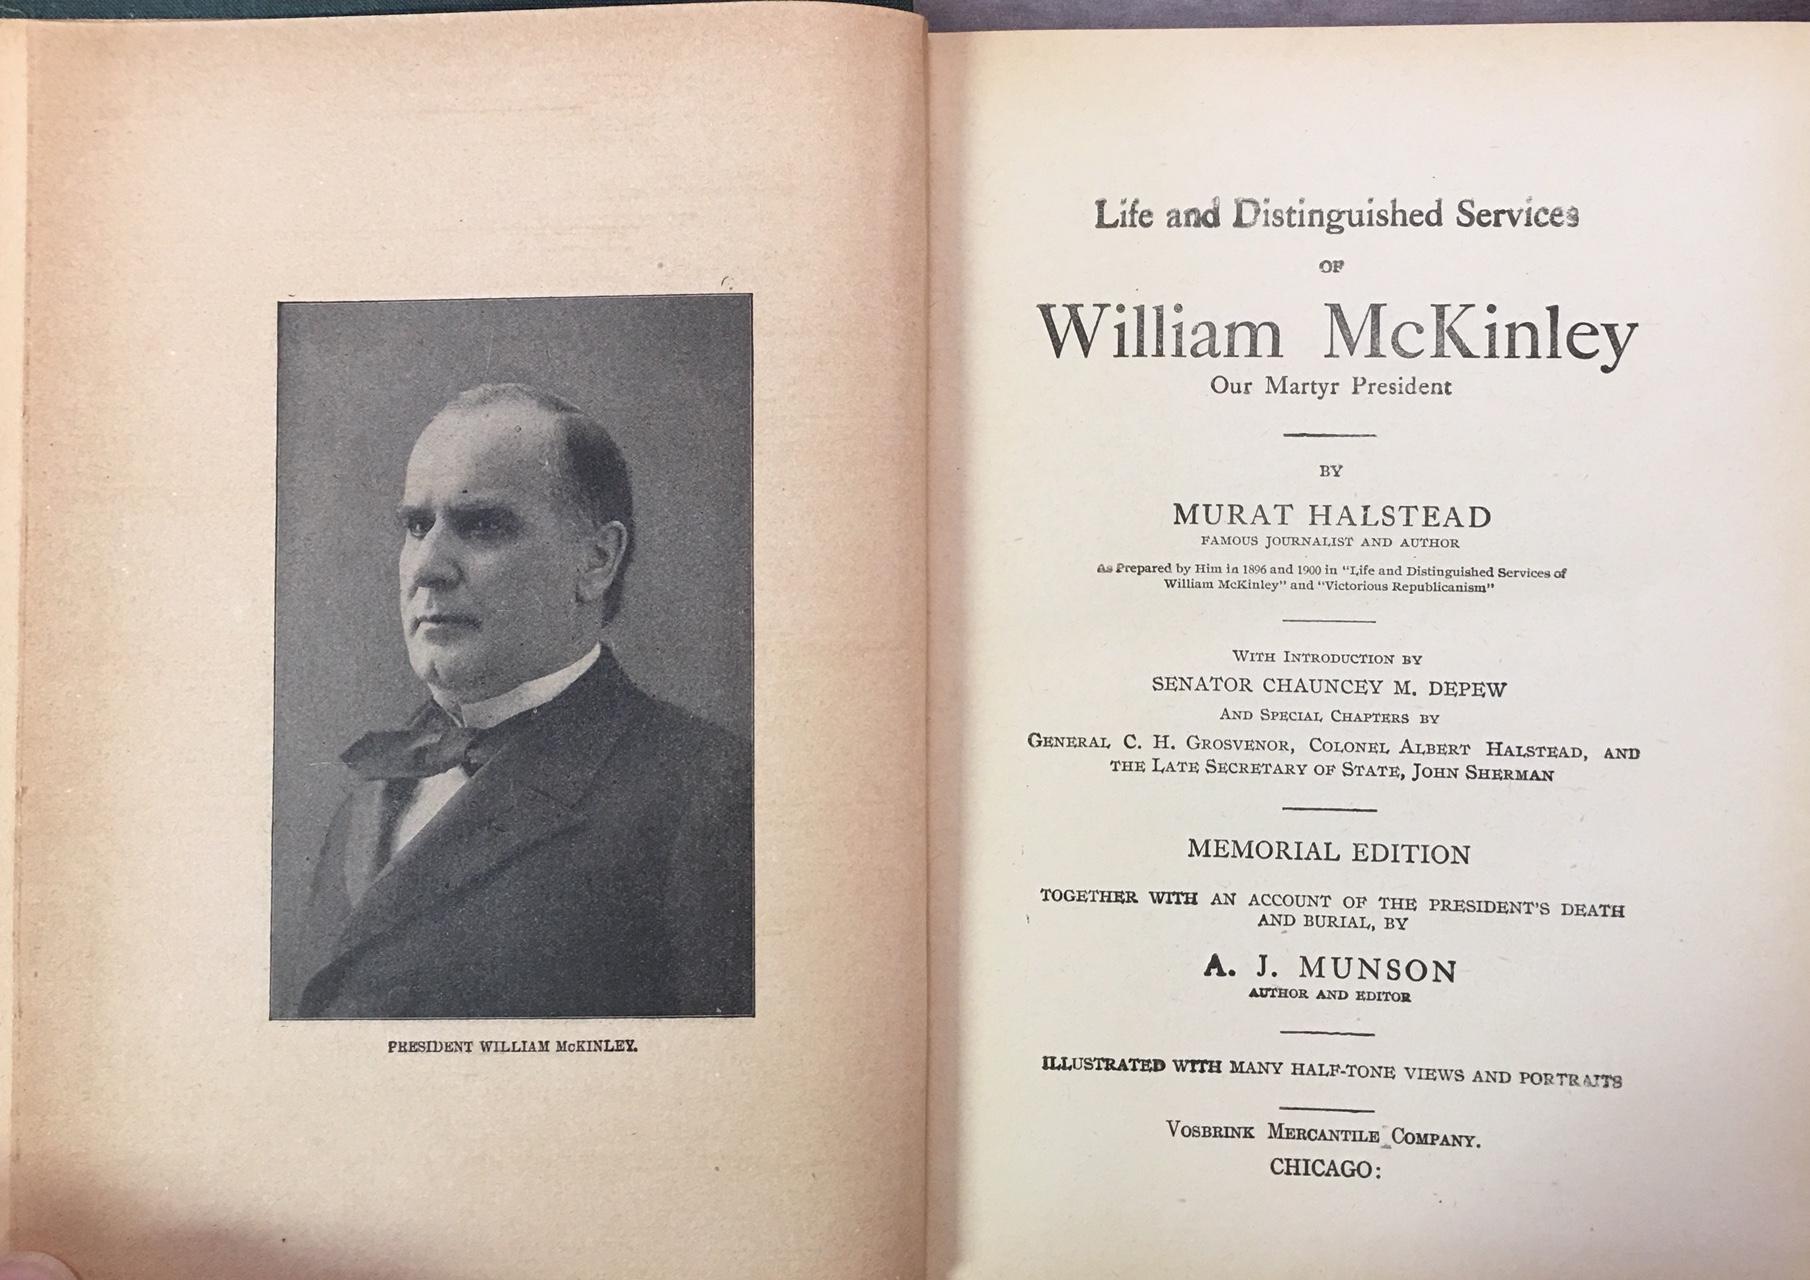 PRESIDENT WILLIAM McKINLEY.
Life and Distinguished Services
OF
William McKinley
Our Martyr President
BY
MURAT HALSTEAD
FAMOUS JOURNALIST AND AUTHOR
As Prepared by Him in 1896 and 1900 in "Life and Distinguished Services of
William McKinley" and "Victorious Republicanism"
WITH INTRODUCTION BY
SENATOR CHAUNCEY M. DEPEW
AND SPECIAL CHAPTERS BY
GENERAL C. H. GROSVENOR, COLONEL ALBERT HALSTEAD, AND
THE LATE SECRETARY OF STATE, JOHN SHERMAN
MEMORIAL EDITION
TOGETHER WITH AN ACCOUNT OF THE PRESIDENT'S DEATH
AND BURIAL, BY
A. J. MUNSON
AUTHOR AND EDITOR
ILLUSTRATED WITH MANY HALF-TONE VIEWS AND PORTRAITS
VOSBRINK MERCANTILE COMPANY.
CHICAGO: